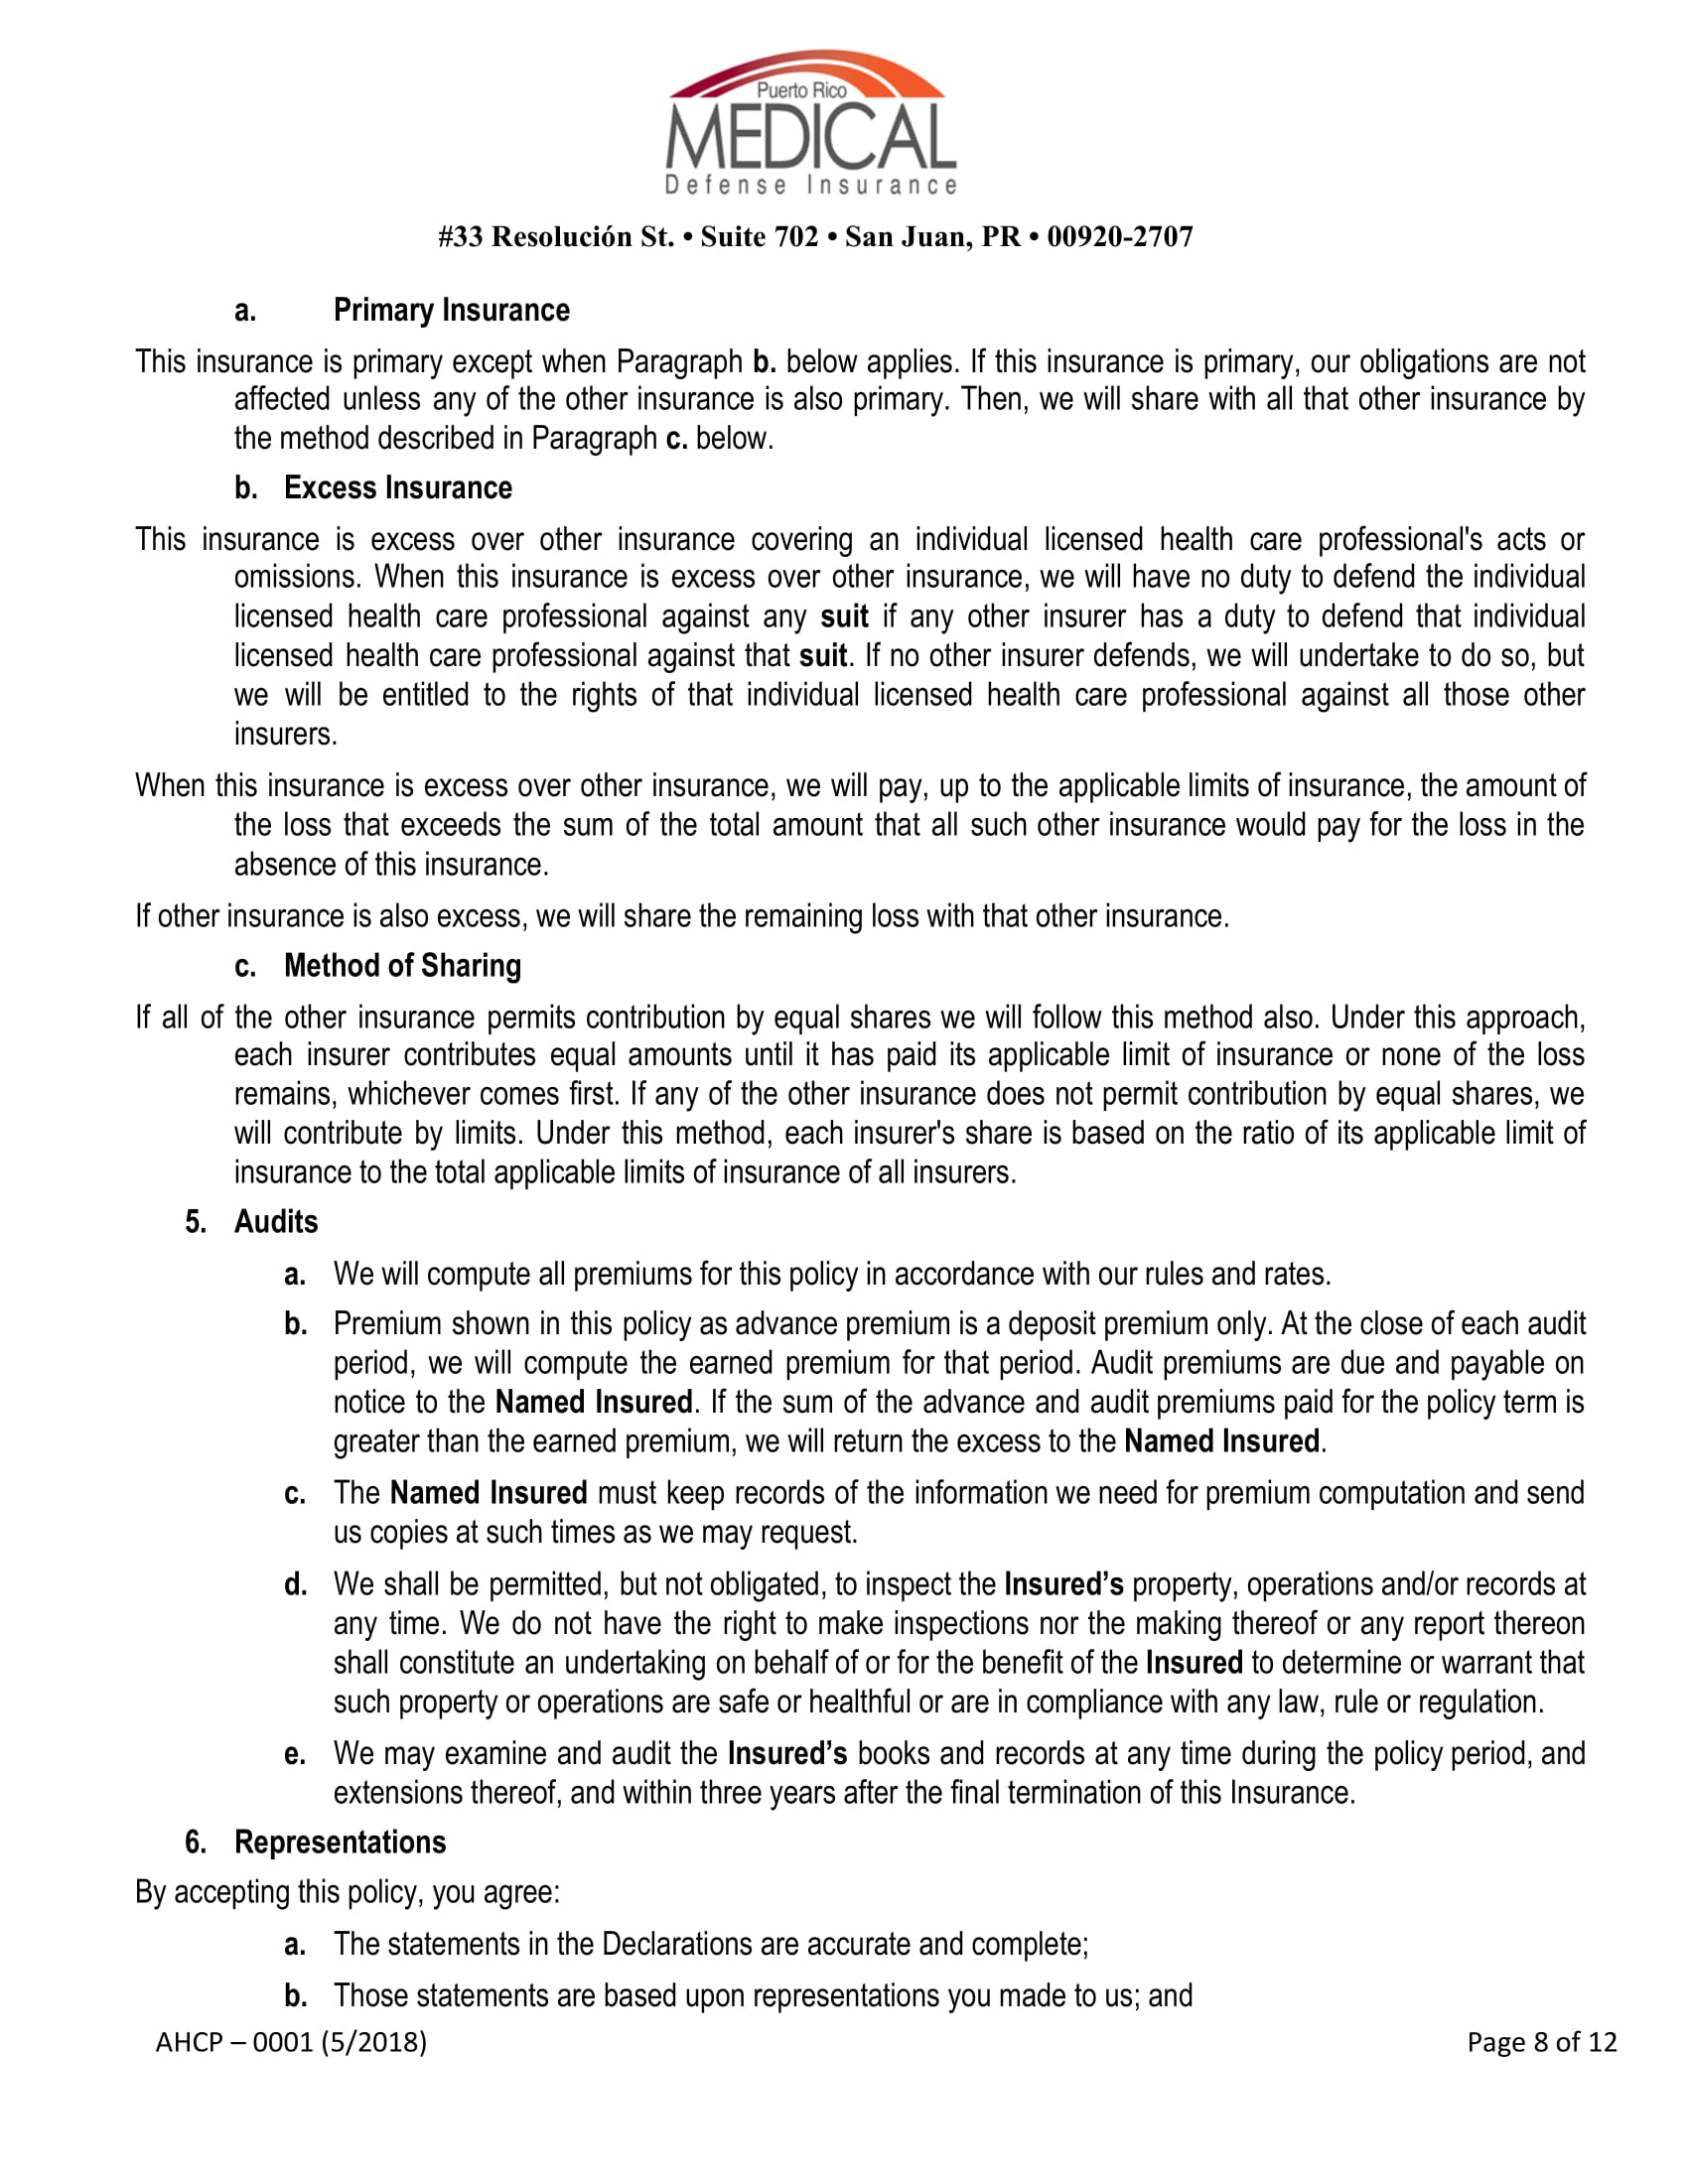 Puerto Rico
MEDICAL
Defense Insurance
#33 Resolución St. • Suite 702 • San Juan, PR • 00920-2707
a. Primary Insurance
This insurance is primary except when Paragraph b. below applies. If this insurance is primary, our obligations are not
affected unless any of the other insurance is also primary. Then, we will share with all that other insurance by
the method described in Paragraph c. below.
b. Excess Insurance
This insurance is excess over other insurance covering an individual licensed health care professional's acts or
omissions. When this insurance is excess over other insurance, we will have no duty to defend the individual
licensed health care professional against any suit if any other insurer has a duty to defend that individual
licensed health care professional against that suit. If no other insurer defends, we will undertake to do so, but
we will be entitled to the rights of that individual licensed health care professional against all those other
insurers.
When this insurance is excess over other insurance, we will pay, up to the applicable limits of insurance, the amount of
the loss that exceeds the sum of the total amount that all such other insurance would pay for the loss in the
absence of this insurance.
If other insurance is also excess, we will share the remaining loss with that other insurance.
c. Method of Sharing
If all of the other insurance permits contribution by equal shares we will follow this method also. Under this approach,
each insurer contributes equal amounts until it has paid its applicable limit of insurance or none of the loss
remains, whichever comes first. If any of the other insurance does not permit contribution by equal shares, we
will contribute by limits. Under this method, each insurer's share is based on the ratio of its applicable limit of
insurance to the total applicable limits of insurance of all insurers.
5. Audits
a. We will compute all premiums for this policy in accordance with our rules and rates.
b. Premium shown in this policy as advance premium is a deposit premium only. At the close of each audit
period, we will compute the earned premium for that period. Audit premiums are due and payable on
notice to the Named Insured. If the sum of the advance and audit premiums paid for the policy term is
greater than the earned premium, we will return the excess to the Named Insured.
c. The Named Insured must keep records of the information we need for premium computation and send
us copies at such times as we may request.
d. We shall be permitted, but not obligated, to inspect the Insured’s property, operations and/or records at
any time. We do not have the right to make inspections nor the making thereof or any report thereon
shall constitute an undertaking on behalf of or for the benefit of the Insured to determine or warrant that
such property or operations are safe or healthful or are in compliance with any law, rule or regulation.
e. We may examine and audit the Insured’s books and records at any time during the policy period, and
extensions thereof, and within three years after the final termination of this Insurance.
6. Representations
By accepting this policy, you agree:
a. The statements in the Declarations are accurate and complete;
b. Those statements are based upon representations you made to us; and
AHCP – 0001 (5/2018) Page 8 of 12